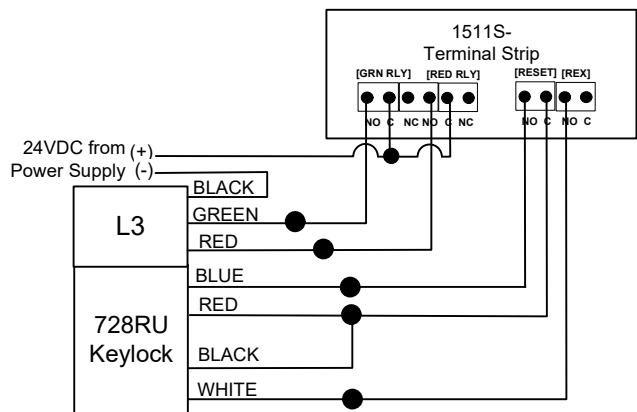 1511S-
Terminal Strip
[GRN RLY] [RED RLY] [RESET] [REX]
NO C NC NO C NC NO C NO C
24VDC from (+)
Power Supply (-)
BLACK
L3
GREEN
RED
BLUE
RED
728RU
Keylock
BLACK
WHITE